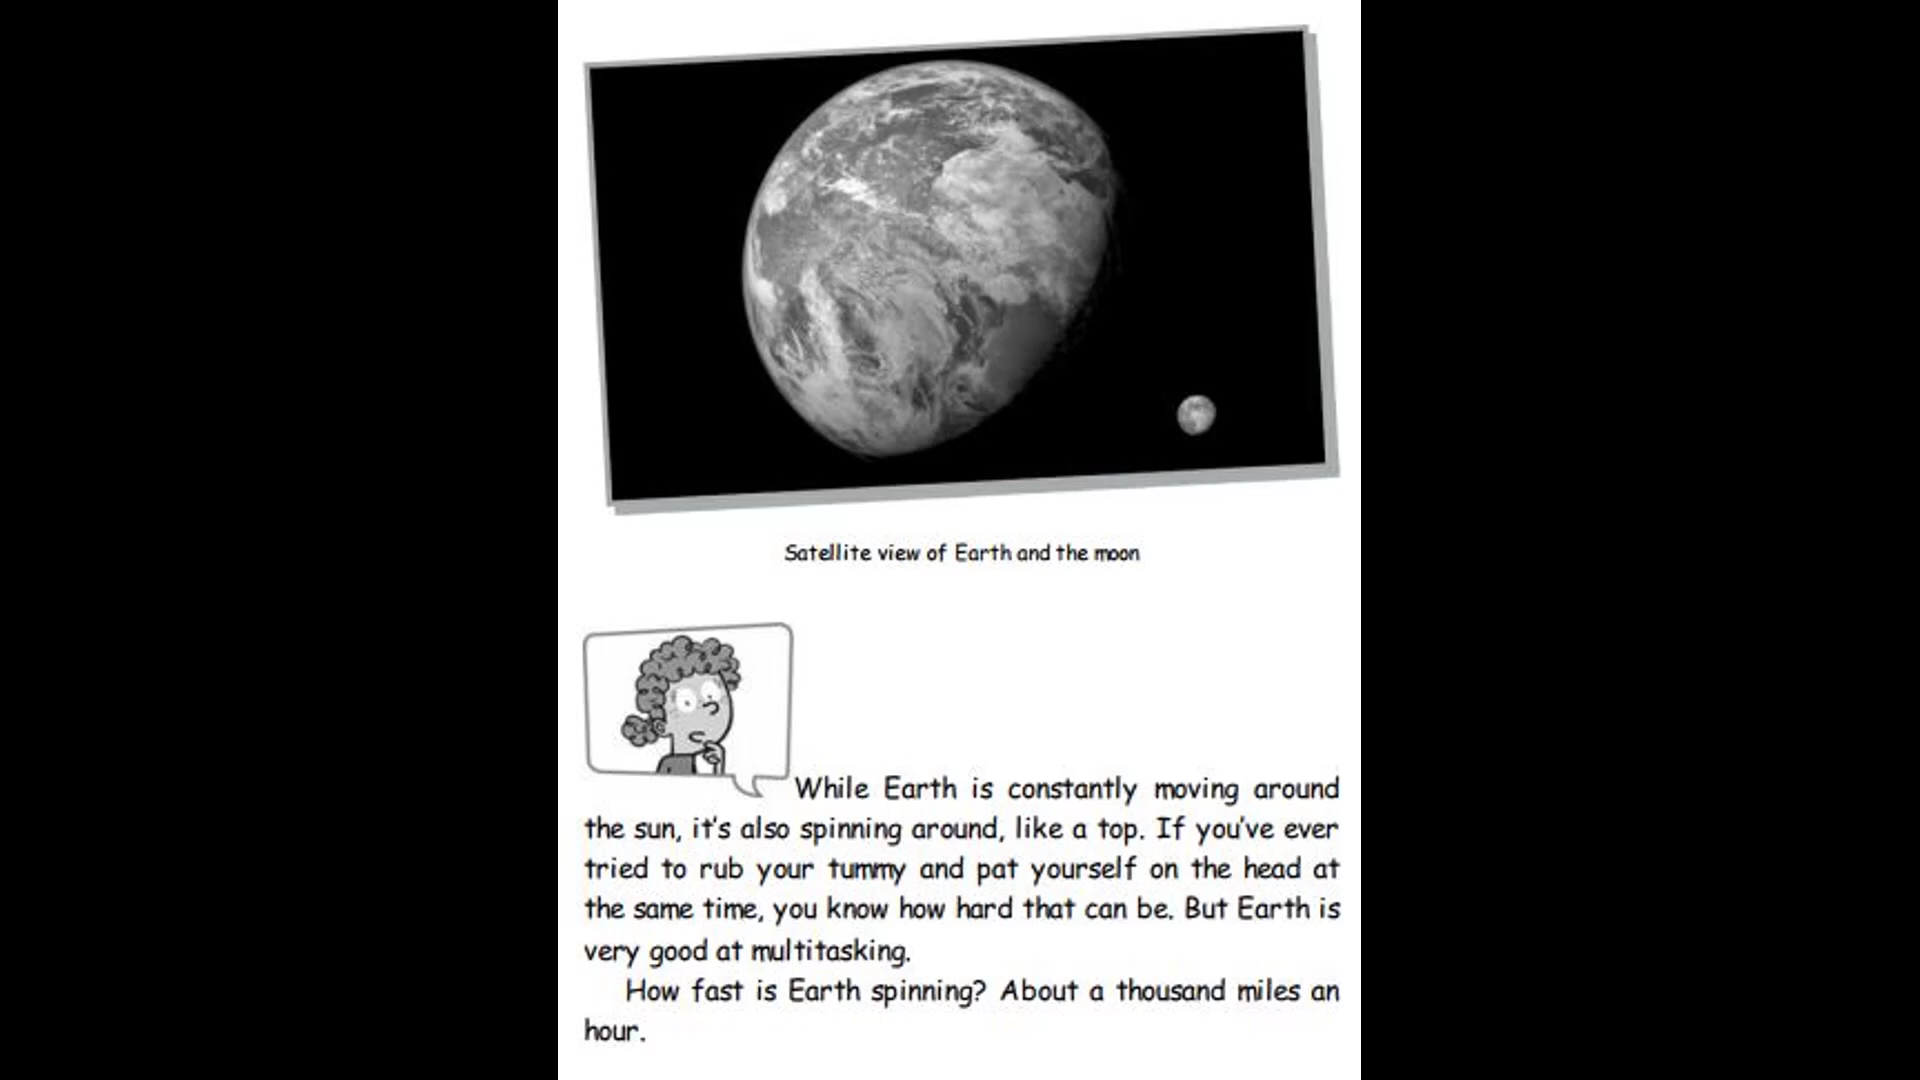 Satellite view of Earth and the moon
While Earth is constantly moving around
the sun, it's also spinning around, like a top. If you've ever
tried to rub your tummy and pat yourself on the head at
the same time, you know how hard that can be. But Earth is
very good at multitasking.
How fast is Earth spinning? About a thousand miles an
hour.